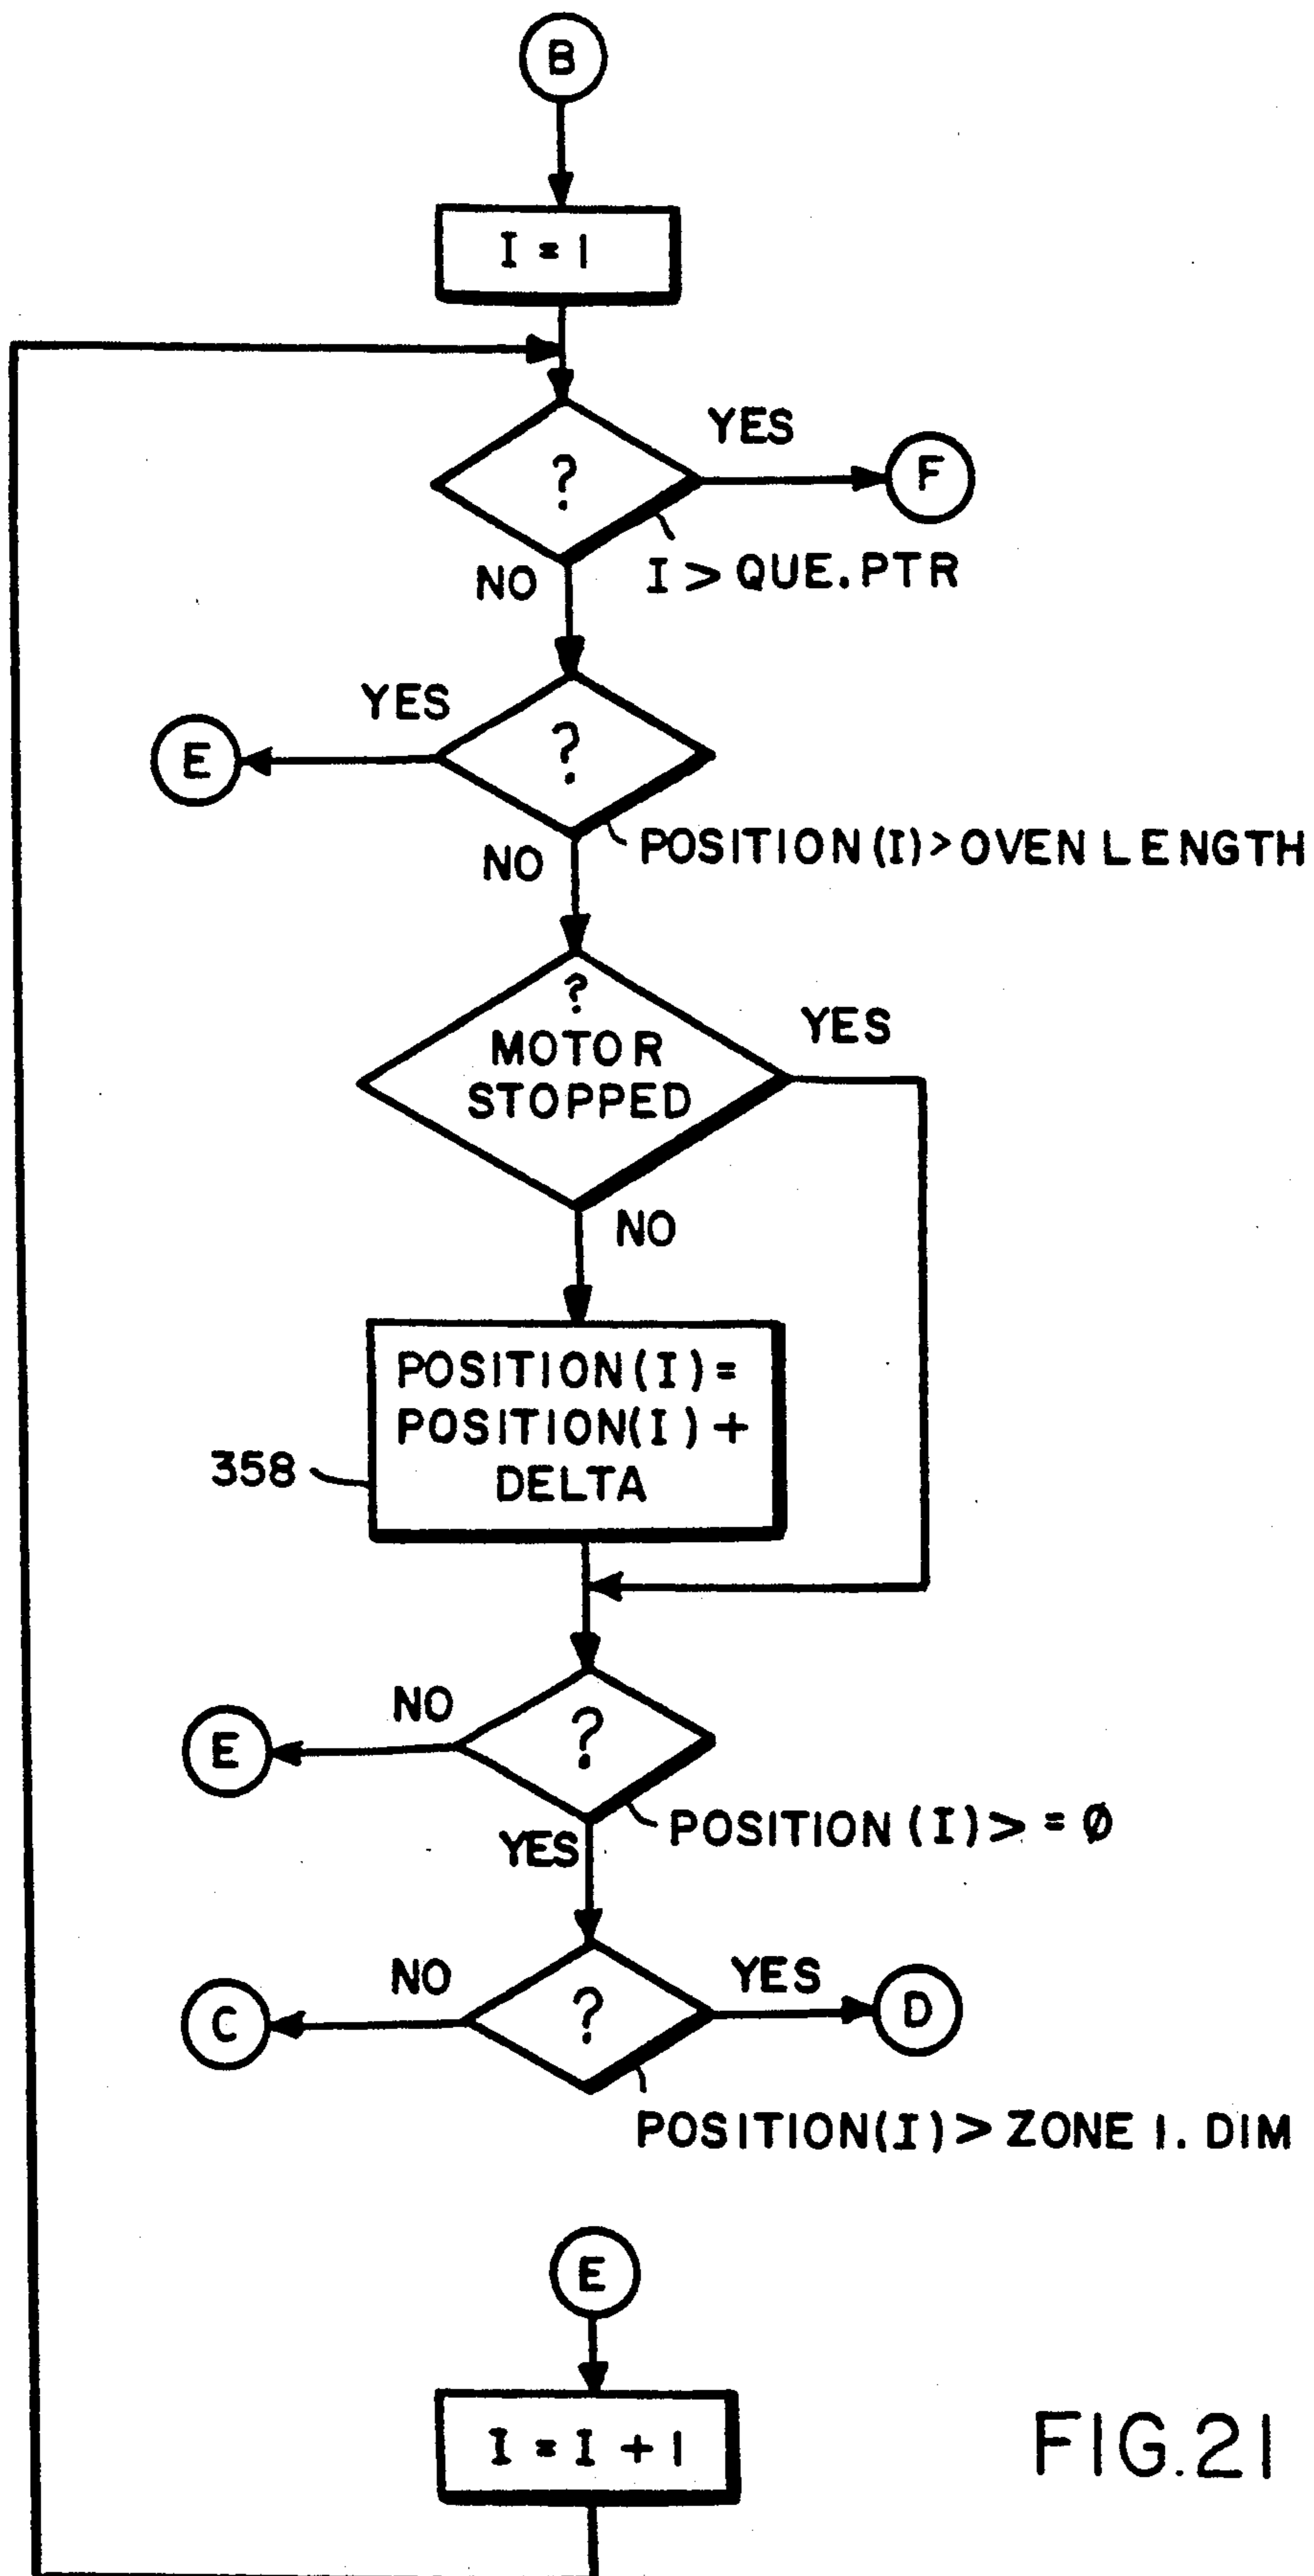 B
I = 1
?
YES
F
NO
I > QUE.PTR
YES
E
?
NO
POSITION(I)>OVEN LENGTH
?
MOTOR
STOPPED
YES
NO
POSITION(I)=
POSITION(I)+
DELTA
358
NO
E
?
YES
POSITION(I)>=Ø
NO
C
?
YES
D
POSITION(I)>ZONE 1. DIM
E
I = I + 1
FIG.21